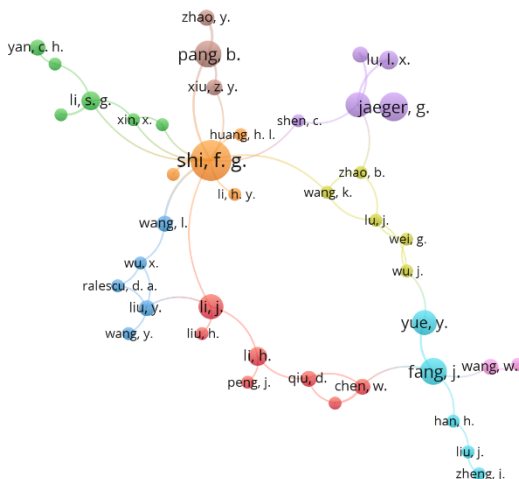 zhao, y.
yan, c. h.
pang, b.
lu, l. x.
xiu, z. y.
li, s. g.
jaeger, g.
xin, x.
shen, c.
huang, h. l.
shi, f. g.
zhao, b.
li, h. y.
wang, k.
wang, l.
lu, j.
wei, g.
wu, x.
wu, j.
ralescu, d. a.
liu, y.
li, j.
yue, y.
wang, y.
liu, h.
li, h.
fang, j.
wang, w.
peng, j.
qiu, d.
chen, w.
han, h.
liu, j.
zheng, j.